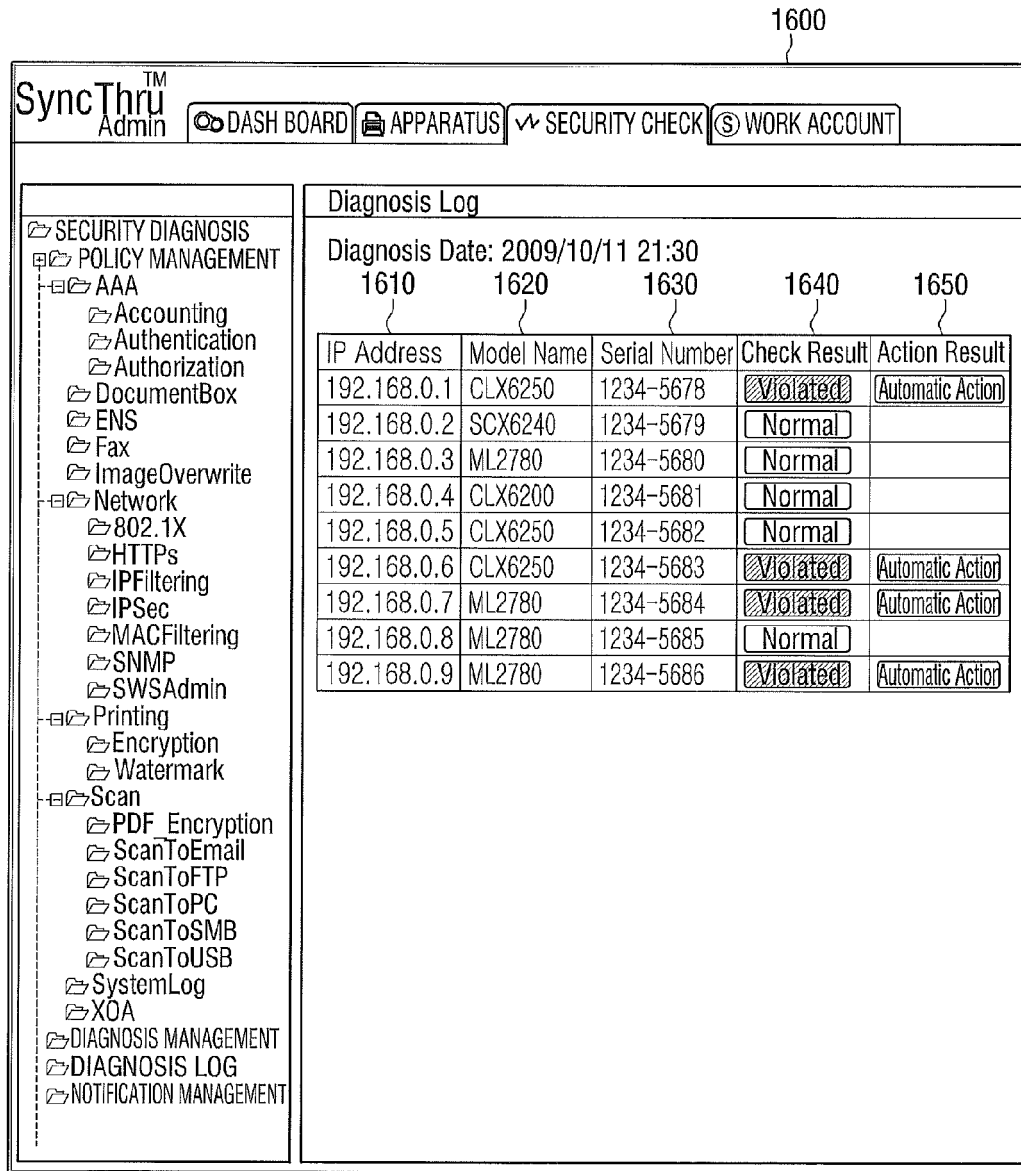 1600
SyncThru™
Admin
DASH BOARD APPARATUS SECURITY CHECK Ⓢ WORK ACCOUNT
SECURITY DIAGNOSIS
POLICY MANAGEMENT
AAA
Accounting
Authentication
Authorization
DocumentBox
ENS
Fax
ImageOverwrite
Network
802.1X
HTTPs
IPFiltering
IPSec
MACFiltering
SNMP
SWSAdmin
Printing
Encryption
Watermark
Scan
PDF_Encryption
ScanToEmail
ScanToFTP
ScanToPC
ScanToSMB
ScanToUSB
SystemLog
XOA
DIAGNOSIS MANAGEMENT
DIAGNOSIS LOG
NOTIFICATION MANAGEMENT
Diagnosis Log
Diagnosis Date: 2009/10/11 21:30
1610 1620 1630 1640 1650
IP Address Model Name Serial Number Check Result Action Result
192.168.0.1 CLX6250 1234-5678 Violated Automatic Action
192.168.0.2 SCX6240 1234-5679 Normal
192.168.0.3 ML2780 1234-5680 Normal
192.168.0.4 CLX6200 1234-5681 Normal
192.168.0.5 CLX6250 1234-5682 Normal
192.168.0.6 CLX6250 1234-5683 Violated Automatic Action
192.168.0.7 ML2780 1234-5684 Violated Automatic Action
192.168.0.8 ML2780 1234-5685 Normal
192.168.0.9 ML2780 1234-5686 Violated Automatic Action